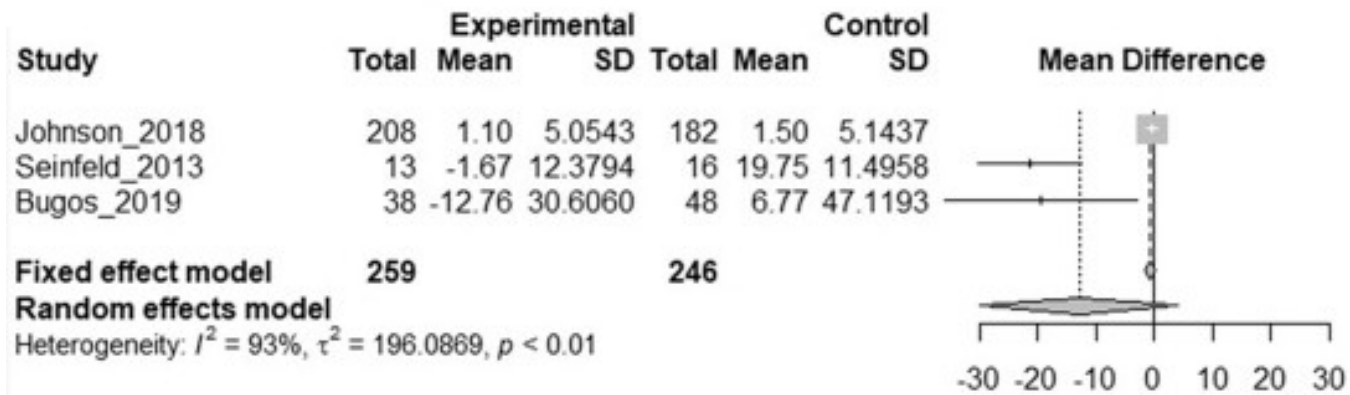 Experimental Control
Study Total Mean SD Total Mean SD Mean Difference
Johnson_2018 208 1.10 5.0543 182 1.50 5.1437
Seinfeld_2013 13 -1.67 12.3794 16 19.75 11.4958
Bugos_2019 38 -12.76 30.6060 48 6.77 47.1193
Fixed effect model 259 246
Random effects model
Heterogeneity: I² = 93%, τ² = 196.0869, p < 0.01
-30 -20 -10 0 10 20 30